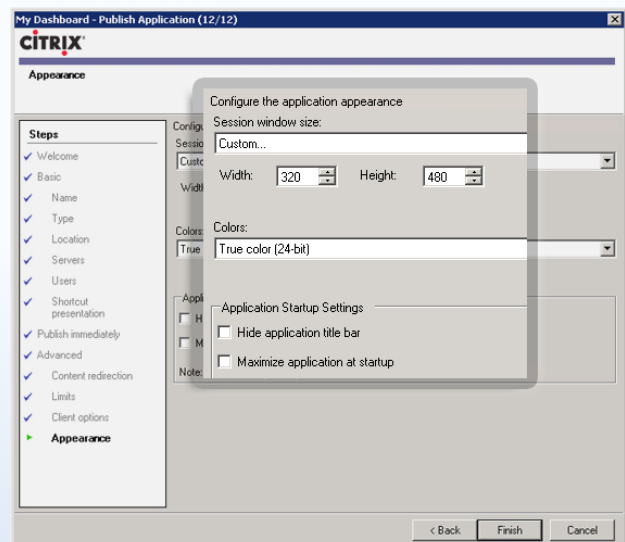 My Dashboard - Publish Application (12/12)
CITRIX
Appearance
Steps
Welcome
Basic
Name
Type
Location
Servers
Users
Shortcut
presentation
Publish immediately
Advanced
Content redirection
Limits
Client options
Appearance
Configure the application appearance
Session window size:
Custom...
Width: 320 Height: 480
Colors:
True color (24-bit)
Application Startup Settings
Hide application title bar
Maximize application at startup
Colors:
True
Note:
< Back Finish Cancel